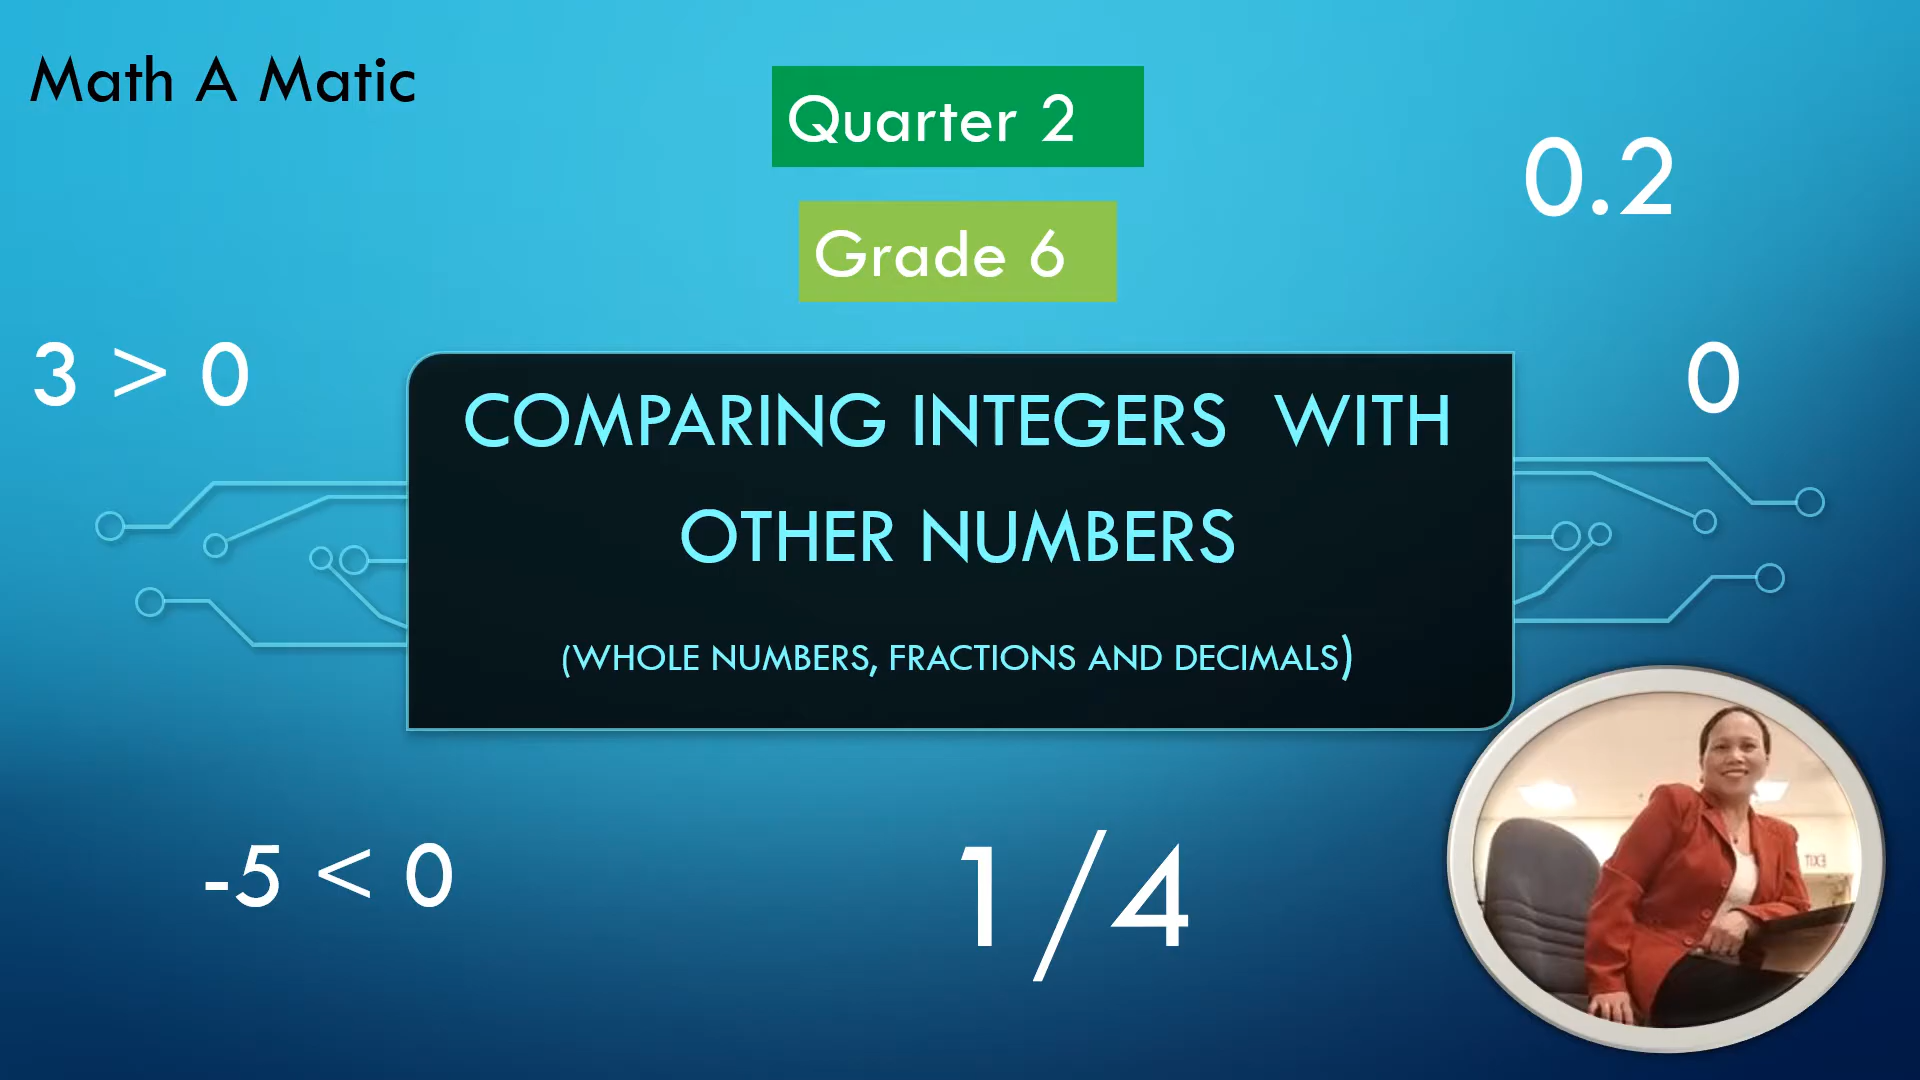 Math A Matic
Quarter 2
Grade 6
0.2
3 > 0
0
COMPARING INTEGERS WITH
OTHER NUMBERS
(WHOLE NUMBERS, FRACTIONS AND DECIMALS)
-5 < 0
1/4
EXIT